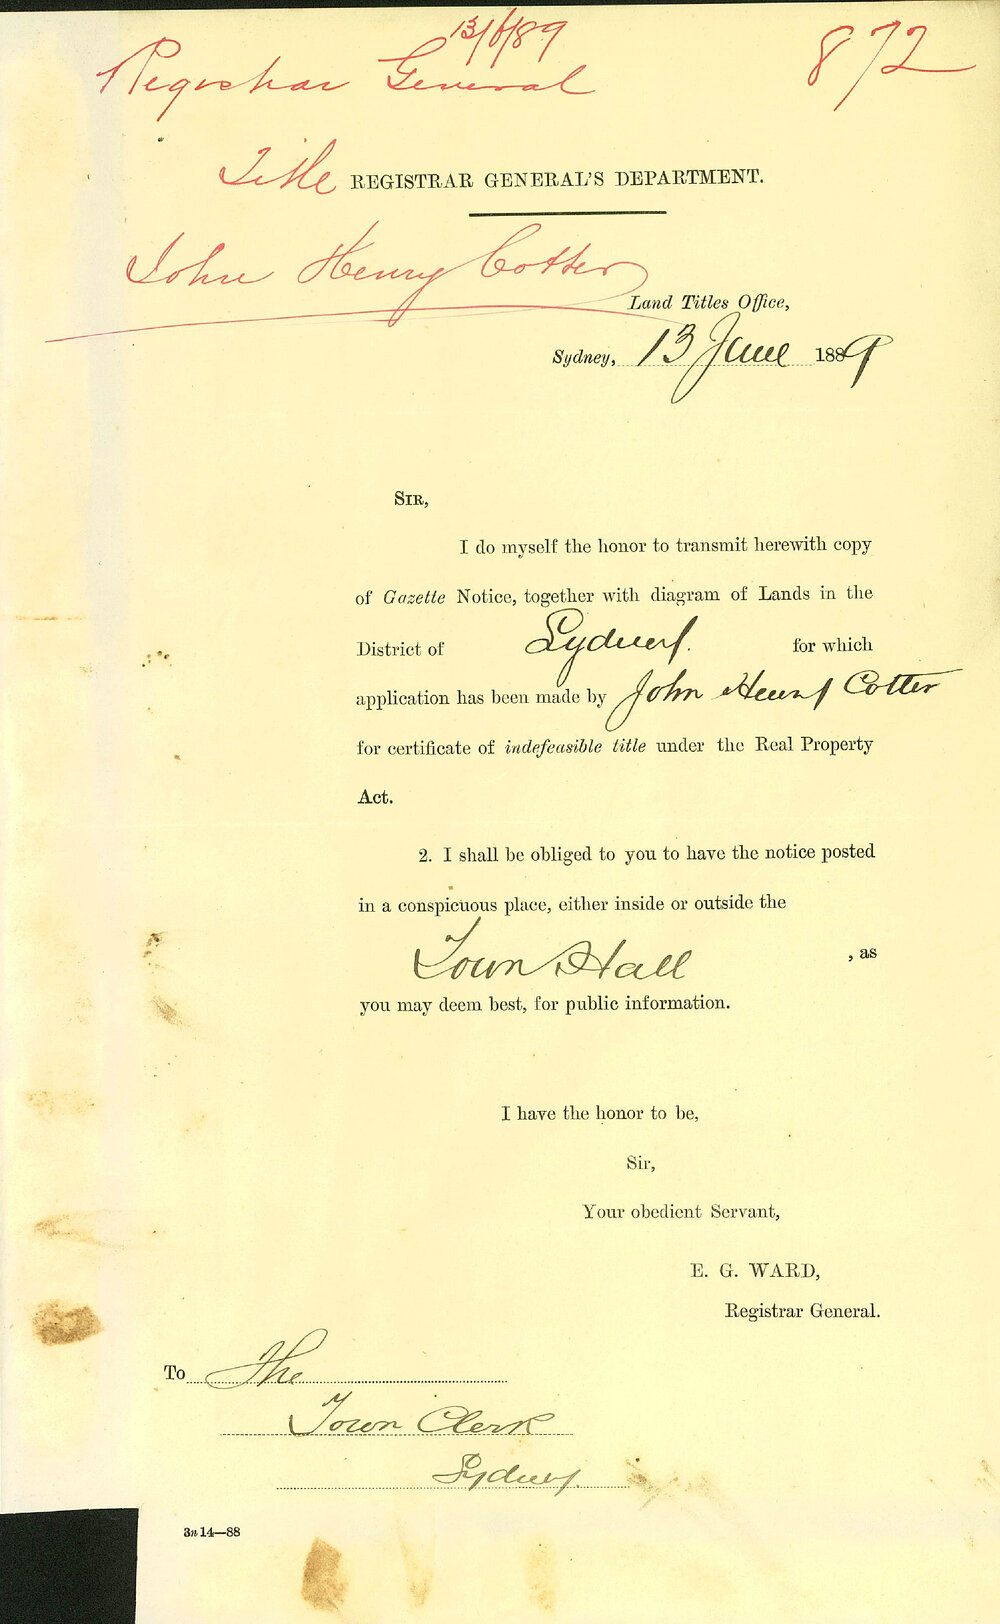 13/6/89
Registrar General
872
Title
REGISTRAR GENERAL'S DEPARTMENT.
John Henry Cotter
Land Titles Office,
Sydney, 13 June 1889
SIR,
I do myself the honor to transmit herewith copy
of Gazette Notice, together with diagram of Lands in the
District of Sydney. for which
application has been made by John Henry Cotter
for certificate of indefeasible title under the Real Property
Act.
2. I shall be obliged to you to have the notice posted
in a conspicuous place, either inside or outside the
Town Hall , as
you may deem best, for public information.
I have the honor to be,
Sir,
Your obedient Servant,
E. G. WARD,
Registrar General.
To The
Town Clerk
Sydney.
3n 14—88